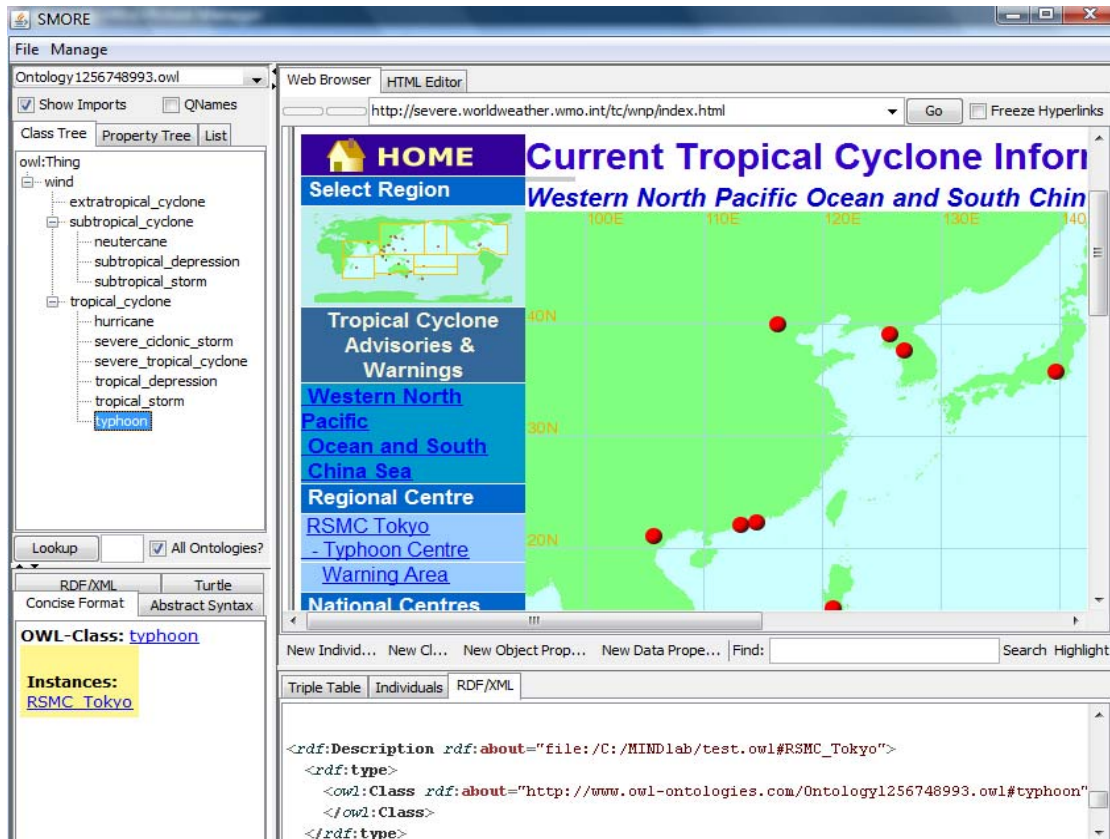 SMORE
File Manage
Ontology1256748993.owl
Show Imports QNames
Class Tree Property Tree List
owl:Thing
wind
extratropical_cyclone
subtropical_cyclone
neutercane
subtropical_depression
subtropical_storm
tropical_cyclone
hurricane
severe_ciclonic_storm
severe_tropical_cyclone
tropical_depression
tropical_storm
typhoon
Lookup All Ontologies?
RDF/XML Turtle
Concise Format Abstract Syntax
OWL-Class: typhoon
Instances:
RSMC_Tokyo
Web Browser HTML Editor
http://severe.worldweather.wmo.int/tc/wnp/index.html Go Freeze Hyperlinks
HOME
Select Region
Tropical Cyclone
Advisories &
Warnings
Western North
Pacific
Ocean and South
China Sea
Regional Centre
RSMC Tokyo
- Typhoon Centre
Warning Area
National Centres
Current Tropical Cyclone Inforr
Western North Pacific Ocean and South Chin
100E 110E 120E 130E 140
40N
30N
20N
New Individ... New Cl... New Object Prop... New Data Prope... Find: Search Highlight
Triple Table Individuals RDF/XML
<rdf:Description rdf:about="file:/C:/MINDlab/test.owl#RSMC_Tokyo">
<rdf:type>
<owl:Class rdf:about="http://www.owl-ontologies.com/Ontology1256748993.owl#typhoon"
</owl:Class>
</rdf:type>